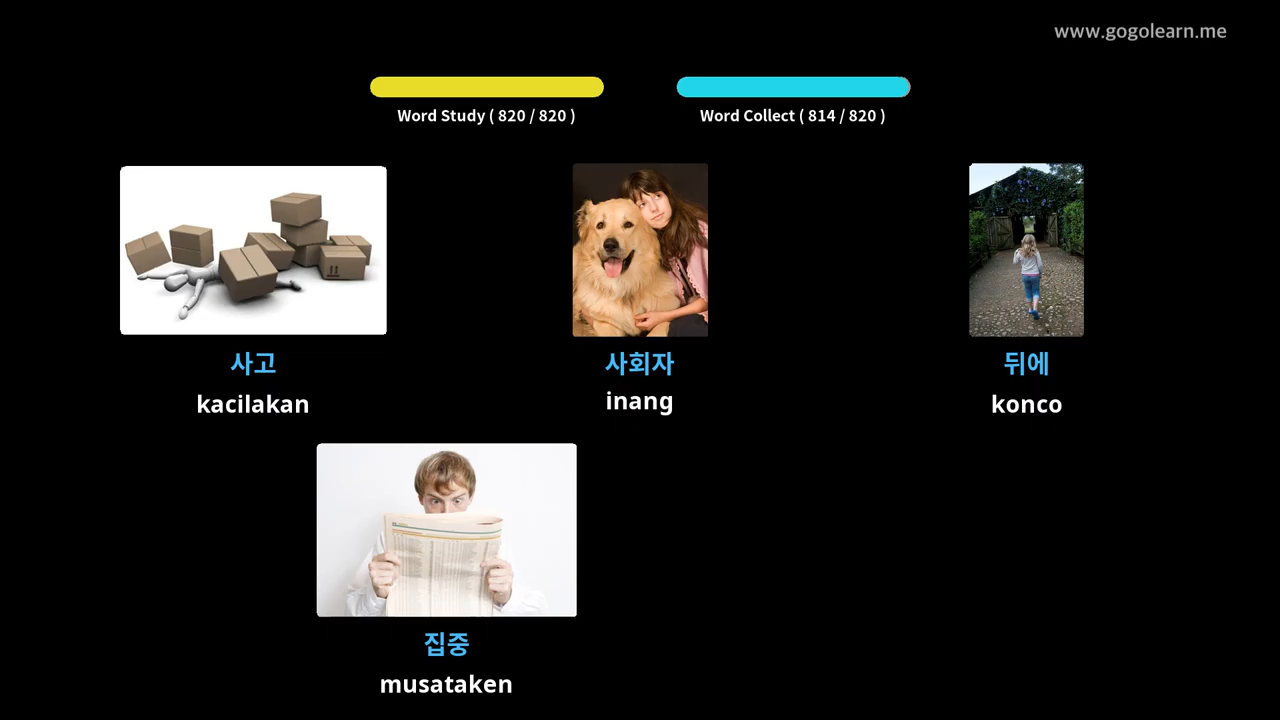 www.gogolearn.me
Word Study ( 820 / 820 )
Word Collect ( 814 / 820 )
사고
kacilakan
사회자
inang
뒤에
konco
집중
musataken